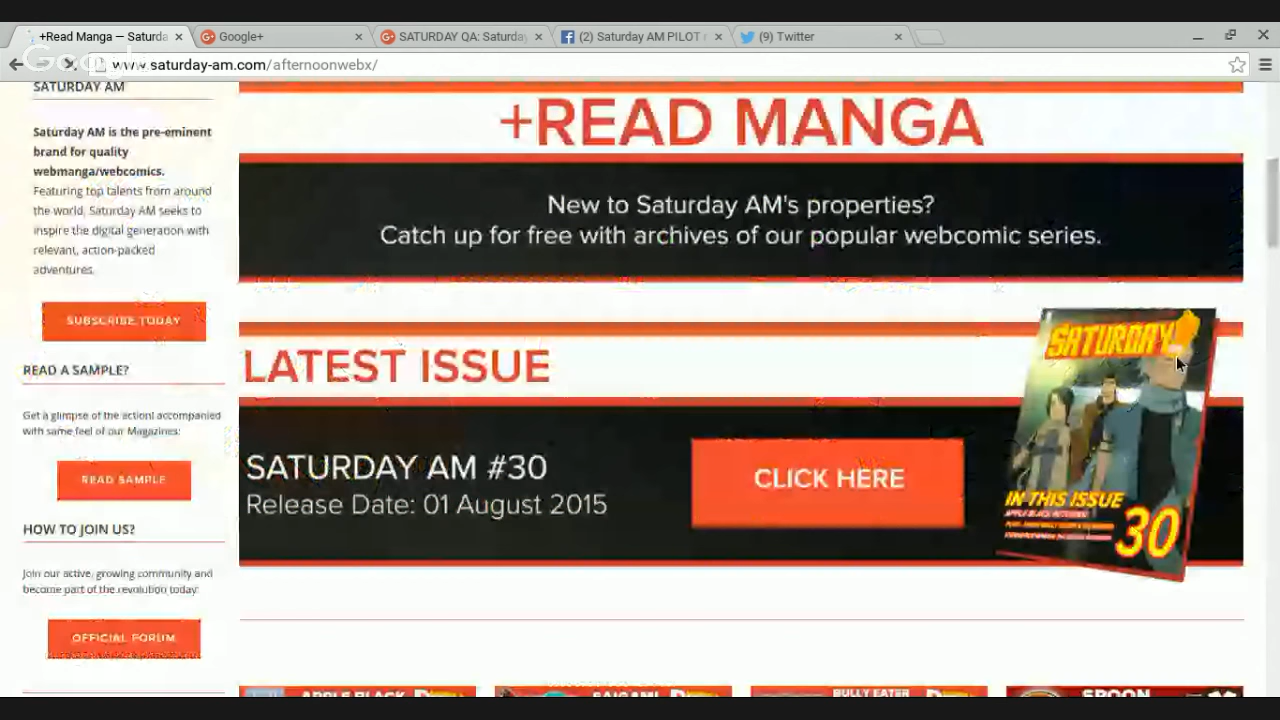 +Read Manga — Saturda
Google+
SATURDAY QA: Saturday
(2) Saturday AM PILOT r
(9) Twitter
Google
www.saturday-am.com/afternoonwebx/
SATURDAY AM
Saturday AM is the pre-eminent
brand for quality
webmanga/webcomics.
Featuring top talents from around
the world, Saturday AM seeks to
inspire the digital generation with
relevant, action-packed
adventures.
SUBSCRIBE TODAY
READ A SAMPLE?
Get a glimpse of the action! accompanied
with same feel of our Magazines:
READ SAMPLE
HOW TO JOIN US?
Join our active, growing community and
become part of the revolution today:
OFFICIAL FORUM
+READ MANGA
New to Saturday AM's properties?
Catch up for free with archives of our popular webcomic series.
LATEST ISSUE
SATURDAY AM #30
Release Date: 01 August 2015
CLICK HERE
SATURDAY
IN THIS ISSUE
30
APPLE BLACK
SAIGAMI
BULLY EATER
SPOON